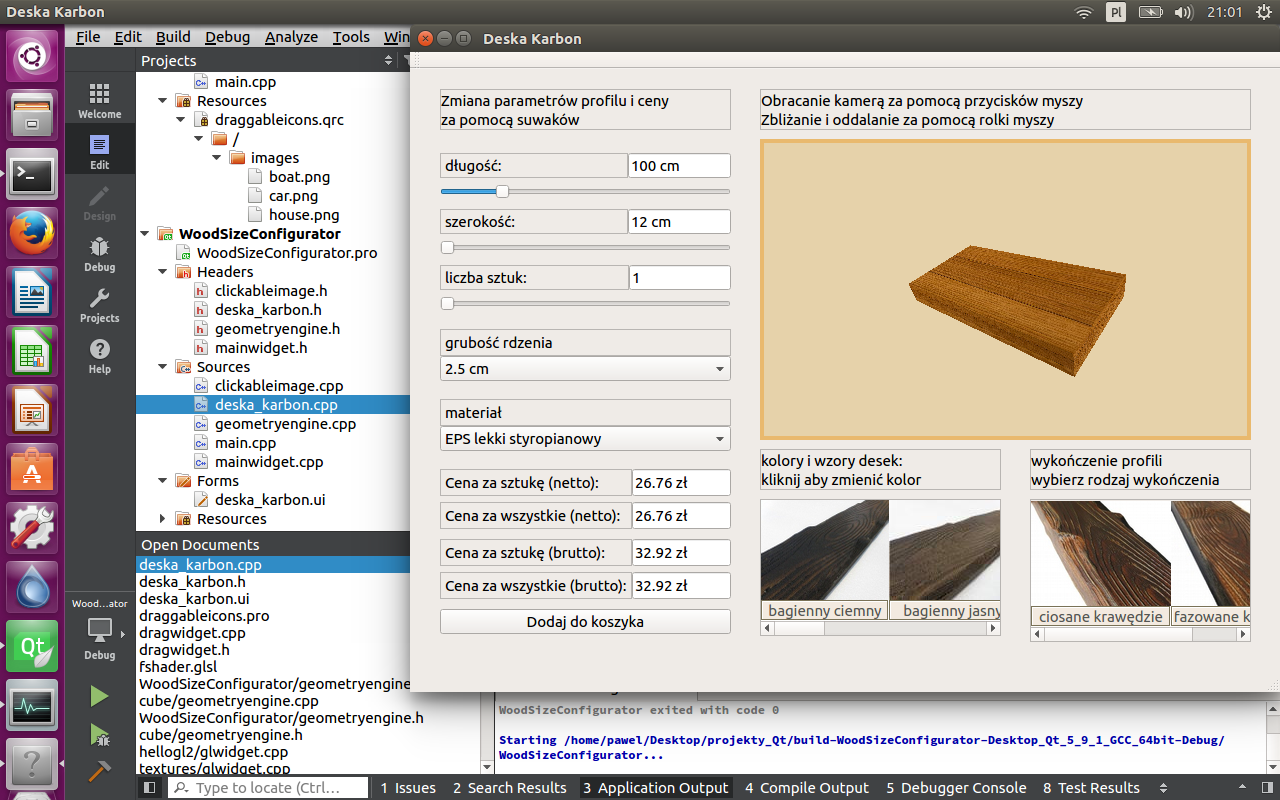 Deska Karbon
Pl
21:01
File Edit Build Debug Analyze Tools Win
Deska Karbon
Projects
Welcome
Edit
Design
Debug
Projects
Help
main.cpp
Resources
draggableicons.qrc
/
images
boat.png
car.png
house.png
WoodSizeConfigurator
WoodSizeConfigurator.pro
Headers
clickableimage.h
deska_karbon.h
geometryengine.h
mainwidget.h
Sources
clickableimage.cpp
deska_karbon.cpp
geometryengine.cpp
main.cpp
mainwidget.cpp
Forms
deska_karbon.ui
Resources
Open Documents
deska_karbon.cpp
deska_karbon.h
deska_karbon.ui
draggableicons.pro
dragwidget.cpp
dragwidget.h
fshader.glsl
WoodSizeConfigurator/geometryengine
cube/geometryengine.cpp
WoodSizeConfigurator/geometryengine.h
cube/geometryengine.h
hellogl2/glwidget.cpp
textures/glwidget.cpp
Wood...ator
Debug
Qt
Zmiana parametrów profilu i ceny
za pomocą suwaków
długość:
100 cm
szerokość:
12 cm
liczba sztuk:
1
grubość rdzenia
2.5 cm
materiał
EPS lekki styropianowy
Cena za sztukę (netto):
26.76 zł
Cena za wszystkie (netto):
26.76 zł
Cena za sztukę (brutto):
32.92 zł
Cena za wszystkie (brutto):
32.92 zł
Dodaj do koszyka
Obracanie kamerą za pomocą przycisków myszy
Zbliżanie i oddalanie za pomocą rolki myszy
kolory i wzory desek:
kliknij aby zmienić kolor
bagienny ciemny
bagienny jasny
wykończenie profili
wybierz rodzaj wykończenia
ciosane krawędzie
fazowane k
WoodSizeConfigurator exited with code 0
Starting /home/pawel/Desktop/projekty_Qt/build-WoodSizeConfigurator-Desktop_Qt_5_9_1_GCC_64bit-Debug/
WoodSizeConfigurator...
Type to locate (Ctrl...
1 Issues
2 Search Results
3 Application Output
4 Compile Output
5 Debugger Console
8 Test Results